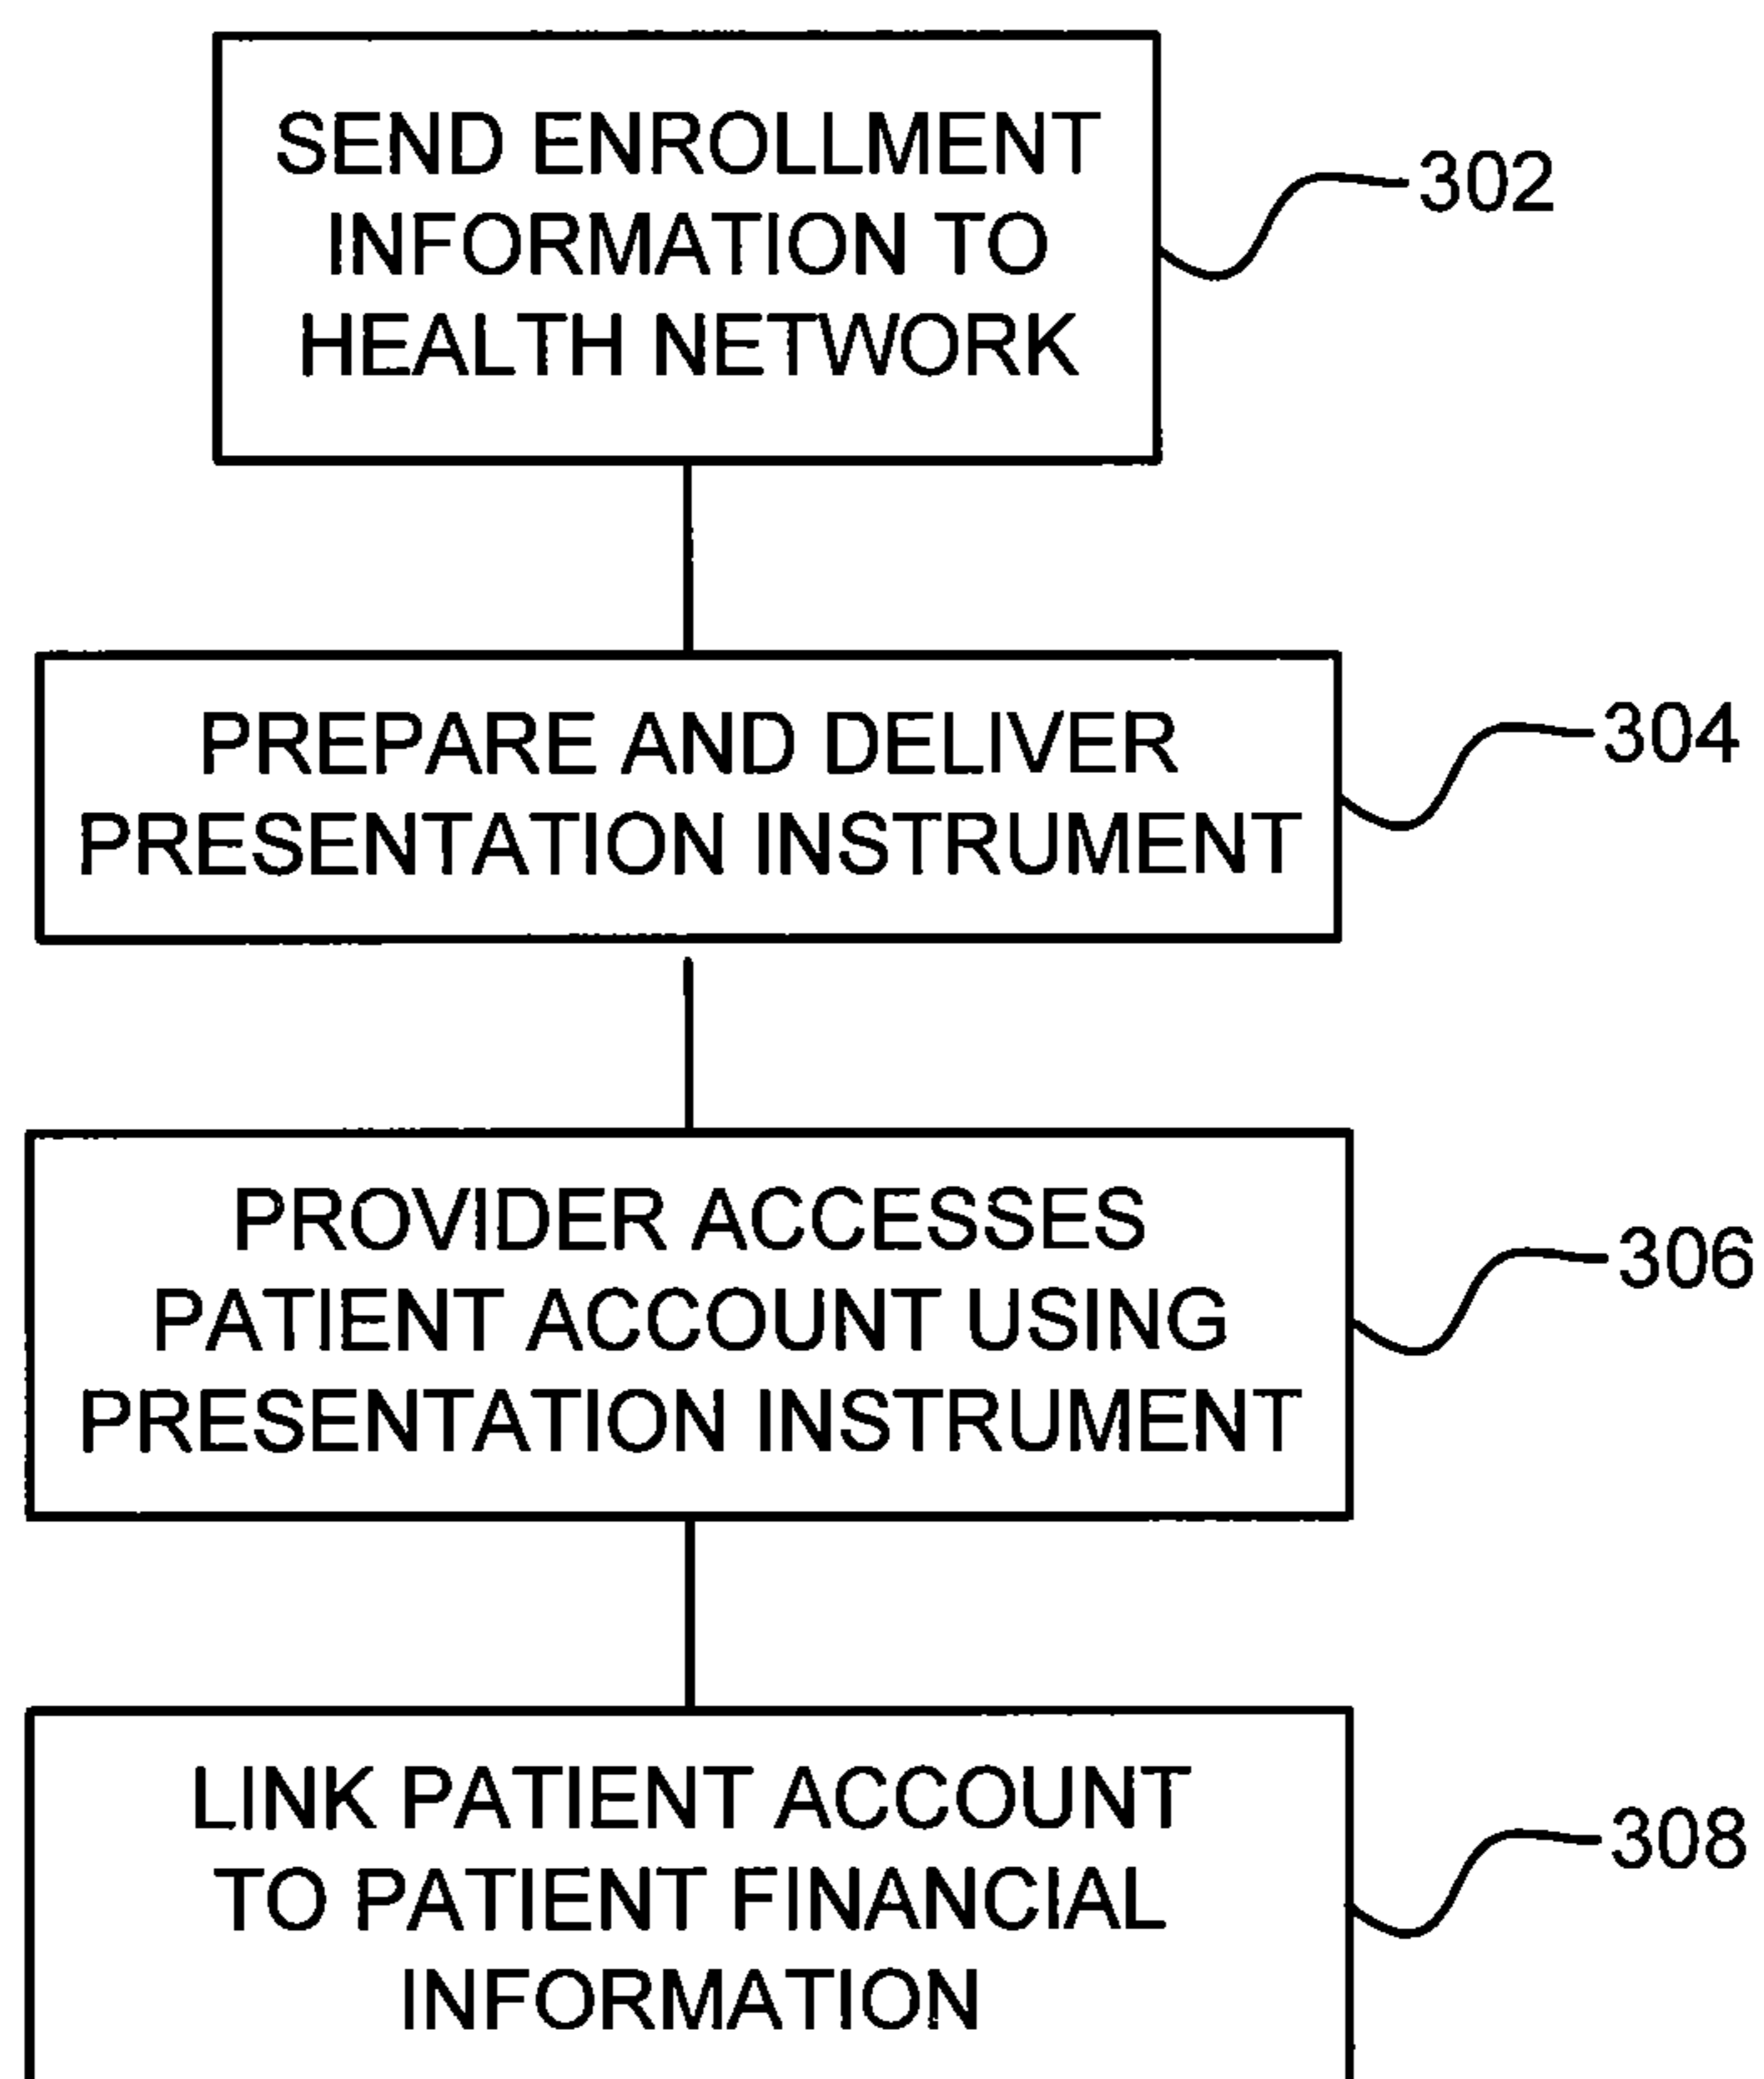 SEND ENROLLMENT
INFORMATION TO
HEALTH NETWORK
302
PREPARE AND DELIVER
PRESENTATION INSTRUMENT
304
PROVIDER ACCESSES
PATIENT ACCOUNT USING
PRESENTATION INSTRUMENT
306
LINK PATIENT ACCOUNT
TO PATIENT FINANCIAL
INFORMATION
308